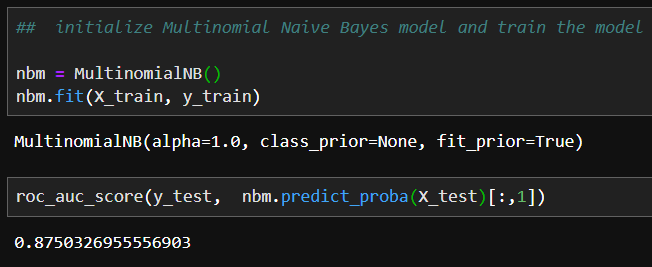 ##  initialize Multinomial Naive Bayes model and train the model
nbm = MultinomialNB()
nbm.fit(X_train, y_train)
MultinomialNB(alpha=1.0, class_prior=None, fit_prior=True)
roc_auc_score(y_test,  nbm.predict_proba(X_test)[:,1])
0.8750326955556903